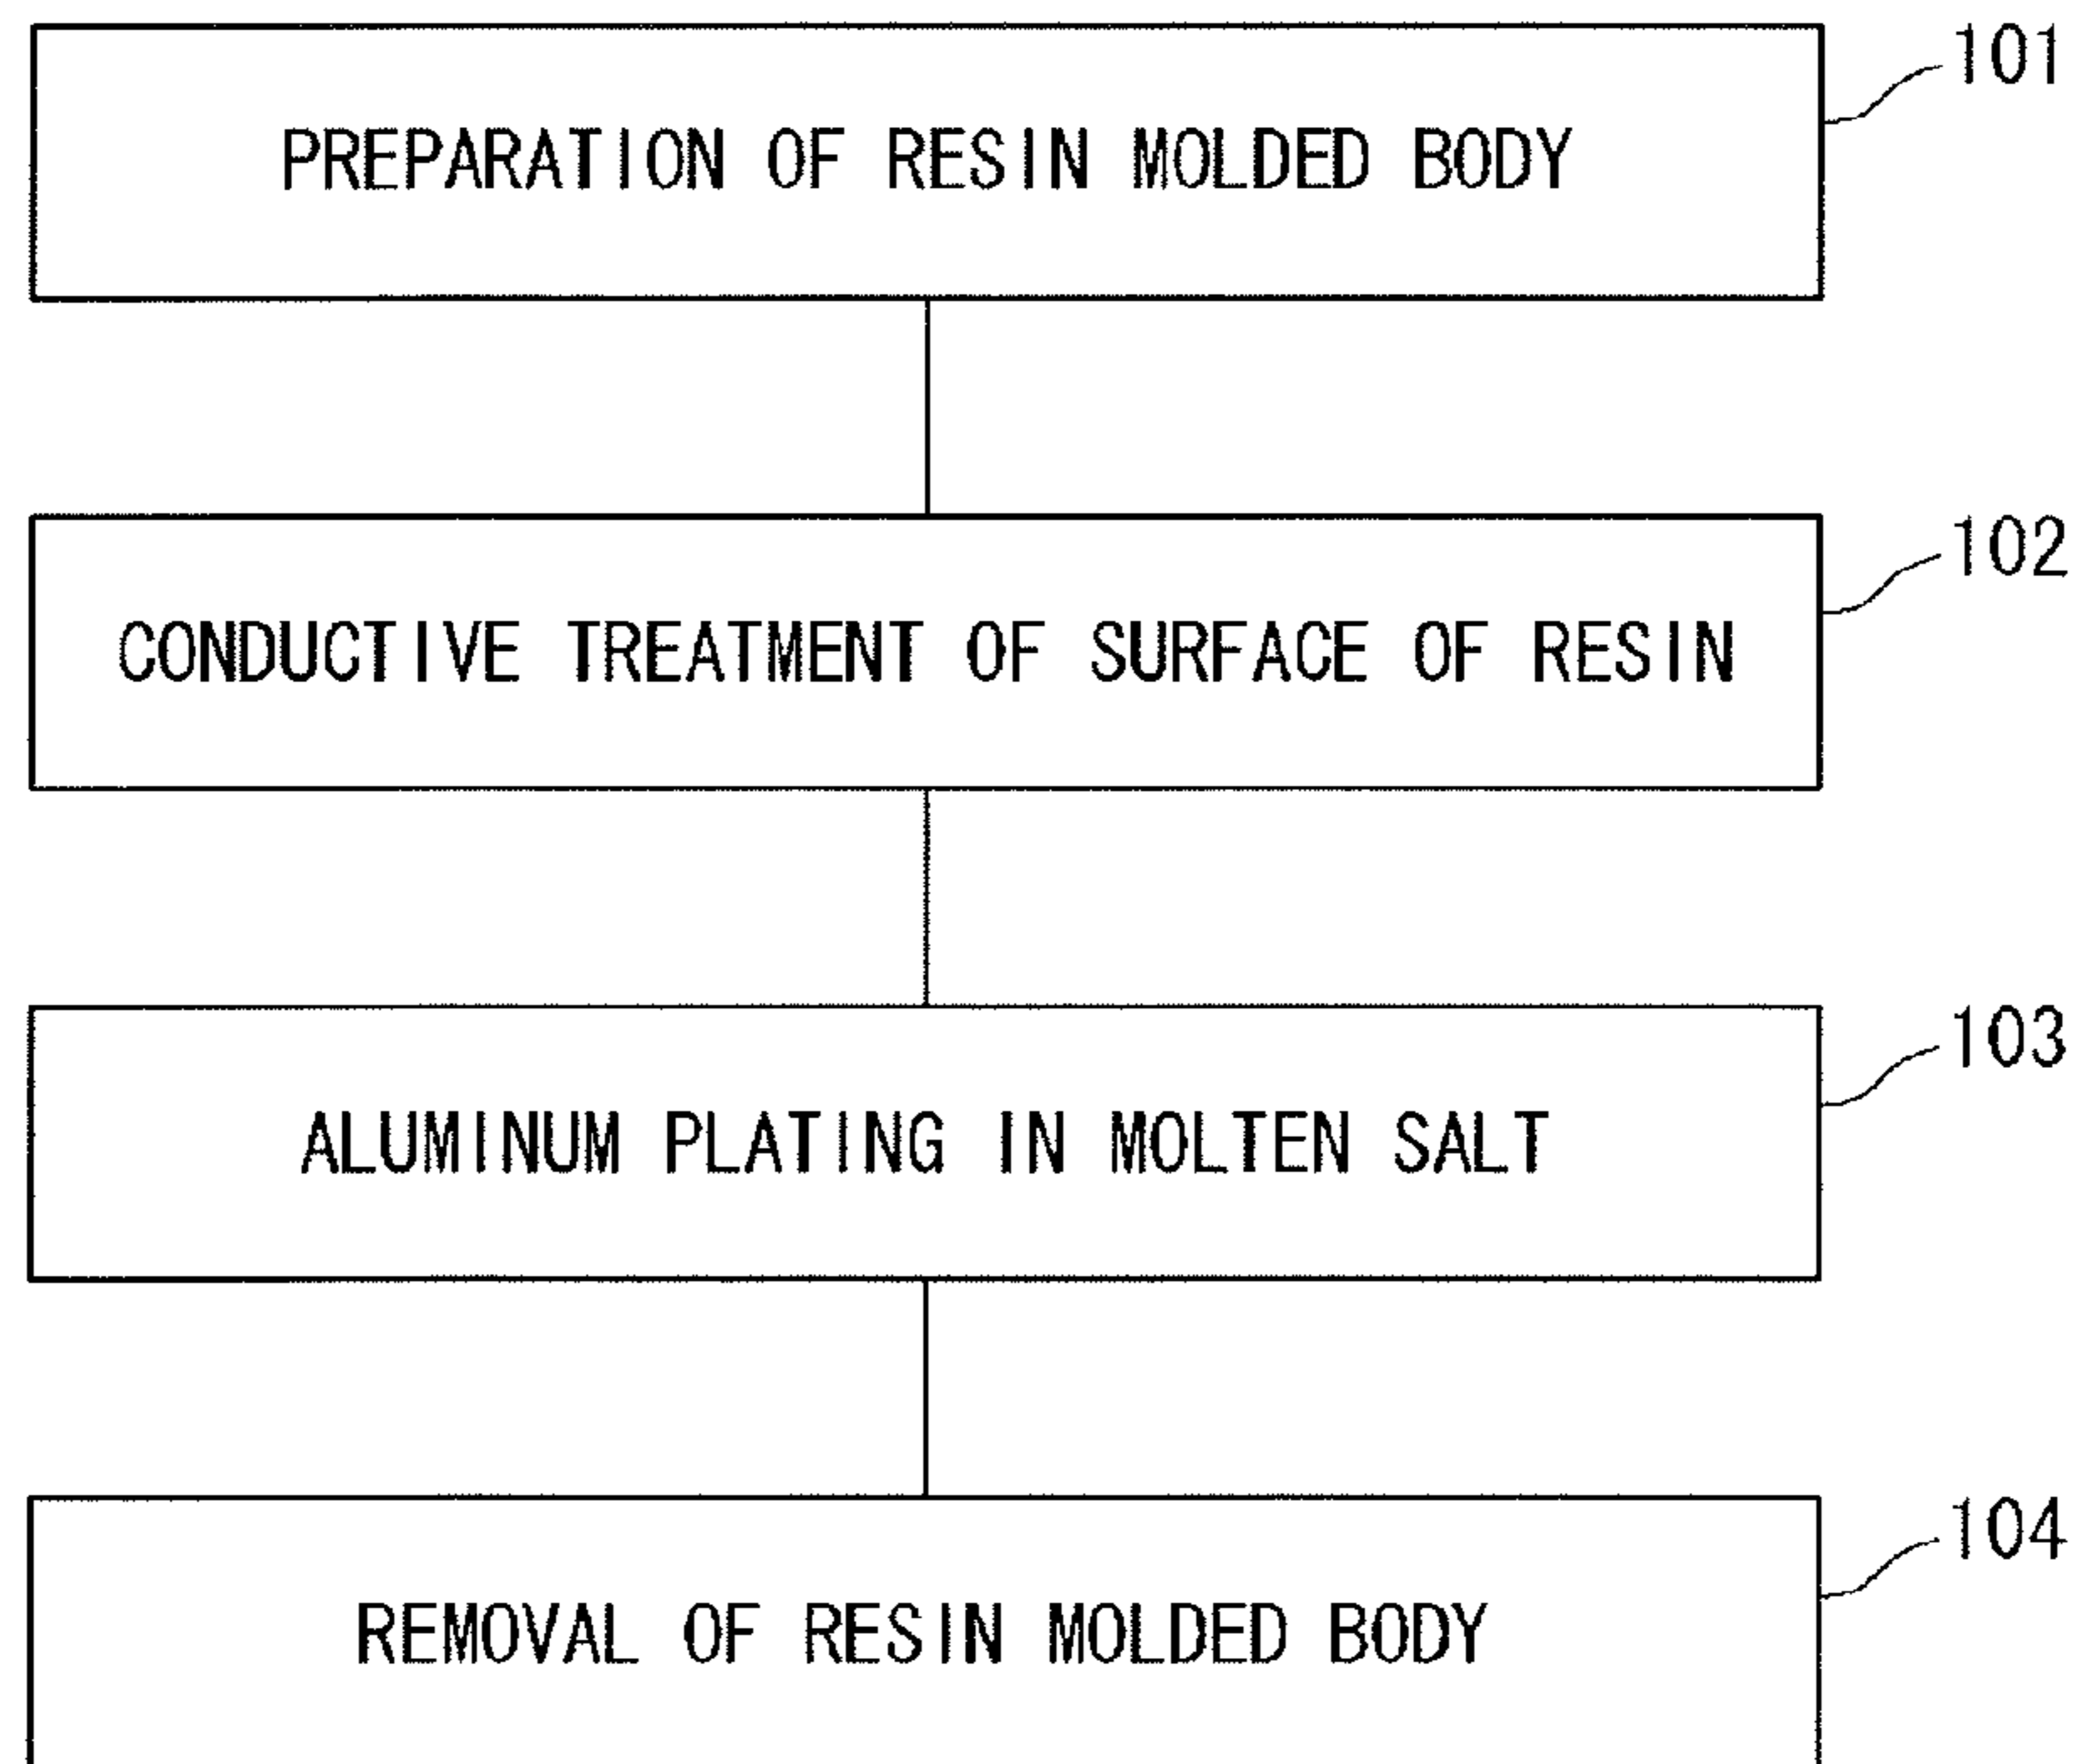 101
PREPARATION OF RESIN MOLDED BODY
102
CONDUCTIVE TREATMENT OF SURFACE OF RESIN
103
ALUMINUM PLATING IN MOLTEN SALT
104
REMOVAL OF RESIN MOLDED BODY